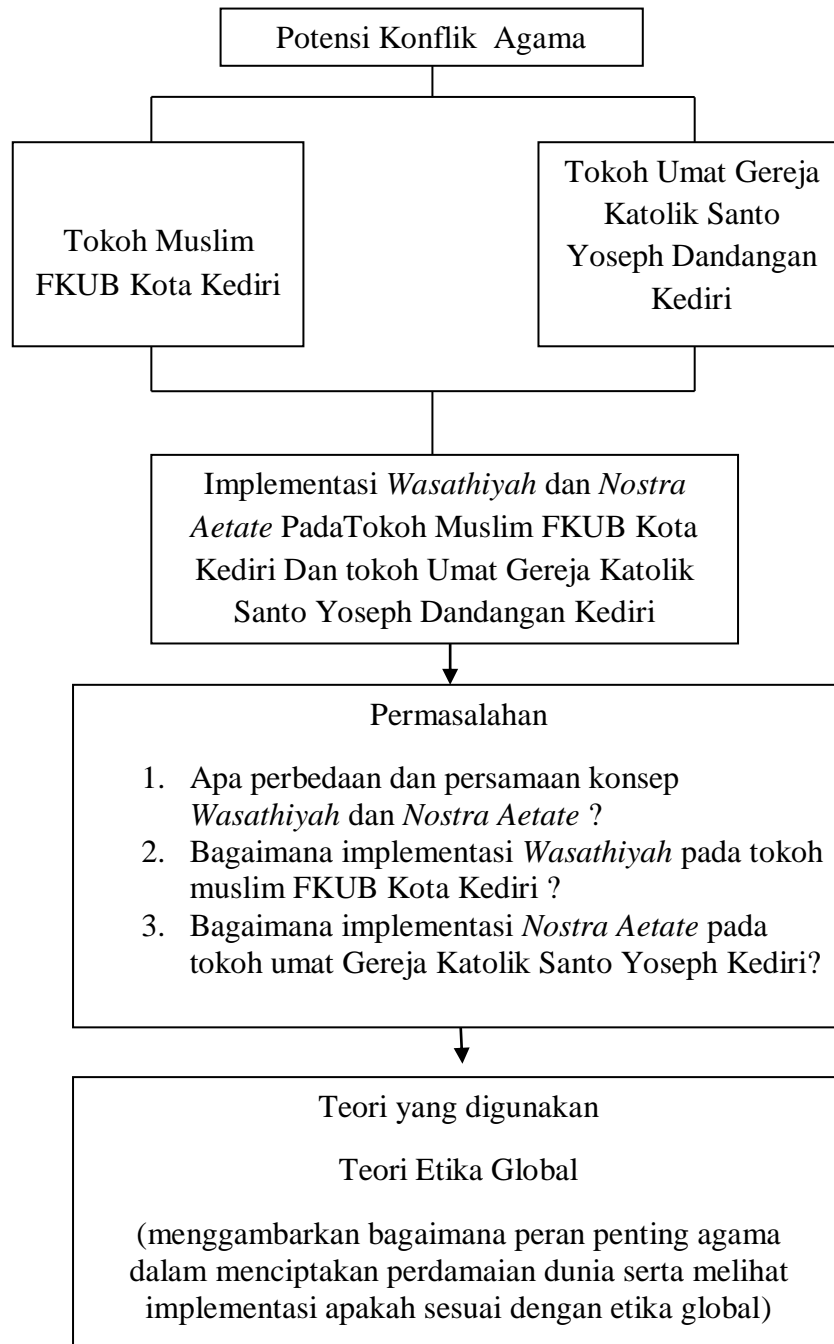 Potensi Konflik Agama
Tokoh Muslim
FKUB Kota Kediri
Tokoh Umat Gereja
Katolik Santo
Yoseph Dandangan
Kediri
Implementasi Wasathiyah dan Nostra
Aetate PadaTokoh Muslim FKUB Kota
Kediri Dan tokoh Umat Gereja Katolik
Santo Yoseph Dandangan Kediri
Permasalahan
1. Apa perbedaan dan persamaan konsep
Wasathiyah dan Nostra Aetate ?
2. Bagaimana implementasi Wasathiyah pada tokoh
muslim FKUB Kota Kediri ?
3. Bagaimana implementasi Nostra Aetate pada
tokoh umat Gereja Katolik Santo Yoseph Kediri?
Teori yang digunakan
Teori Etika Global
(menggambarkan bagaimana peran penting agama
dalam menciptakan perdamaian dunia serta melihat
implementasi apakah sesuai dengan etika global)